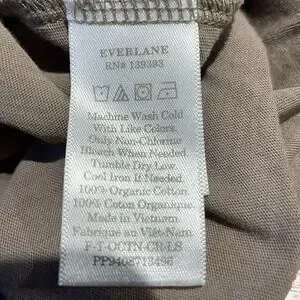 EVERLANE
RN# 139393
Machine Wash Cold
With Like Colors.
Only Non-Chlorine
Bleach When Needed.
Tumble Dry Low
Cool Iron If Needed
100% Organic Cotton
100% Coton Organique
Made in Vietnam
Fabriqué au Viêt-Nam
F-T-OCTN-CR-LS
PP9408713496